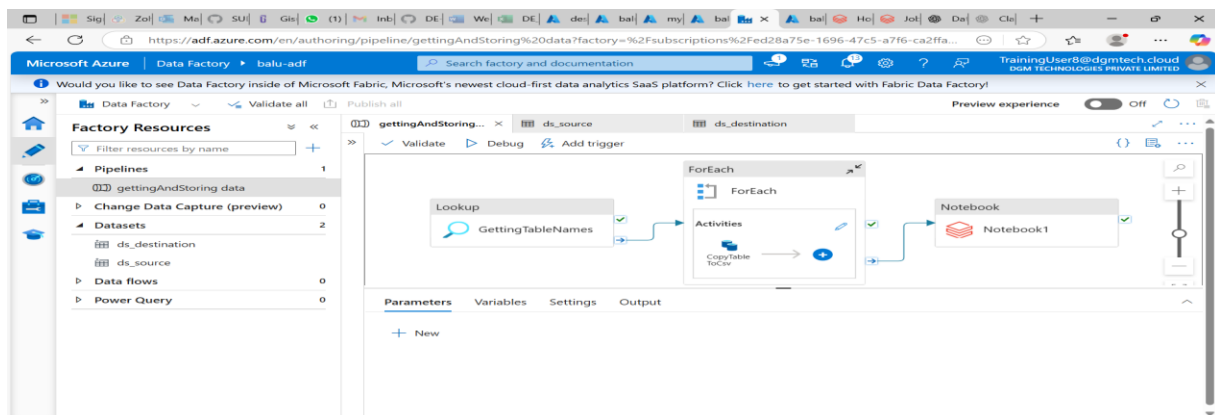 Sig Zol Ma SUI Gis (1) Inb DE We DE des bal my ba bal Ho Jol Da Cla
https://adf.azure.com/en/authoring/pipeline/gettingAndStoring%20data?factory=%2Fsubscriptions%2Fed28a75e-1696-47c5-a7f6-ca2ffa...
Microsoft Azure | Data Factory balu-adf Search factory and documentation 1 13 TrainingUser8@dgmtech.cloud
DGM TECHNOLOGIES PRIVATE LIMITED
Would you like to see Data Factory inside of Microsoft Fabric, Microsoft's newest cloud-first data analytics SaaS platform? Click here to get started with Fabric Data Factory!
Data Factory Validate all Publish all Preview experience Off
Factory Resources
gettingAndStoring... ds_source ds_destination
Filter resources by name
Validate Debug Add trigger
Pipelines 1
gettingAndStoring data
Change Data Capture (preview) 0
Datasets 2
ds_destination
ds_source
Data flows 0
Power Query 0
Lookup
GettingTableNames
ForEach
ForEach
Activities
CopyTable
ToCsv
Notebook
Notebook1
Parameters Variables Settings Output
New